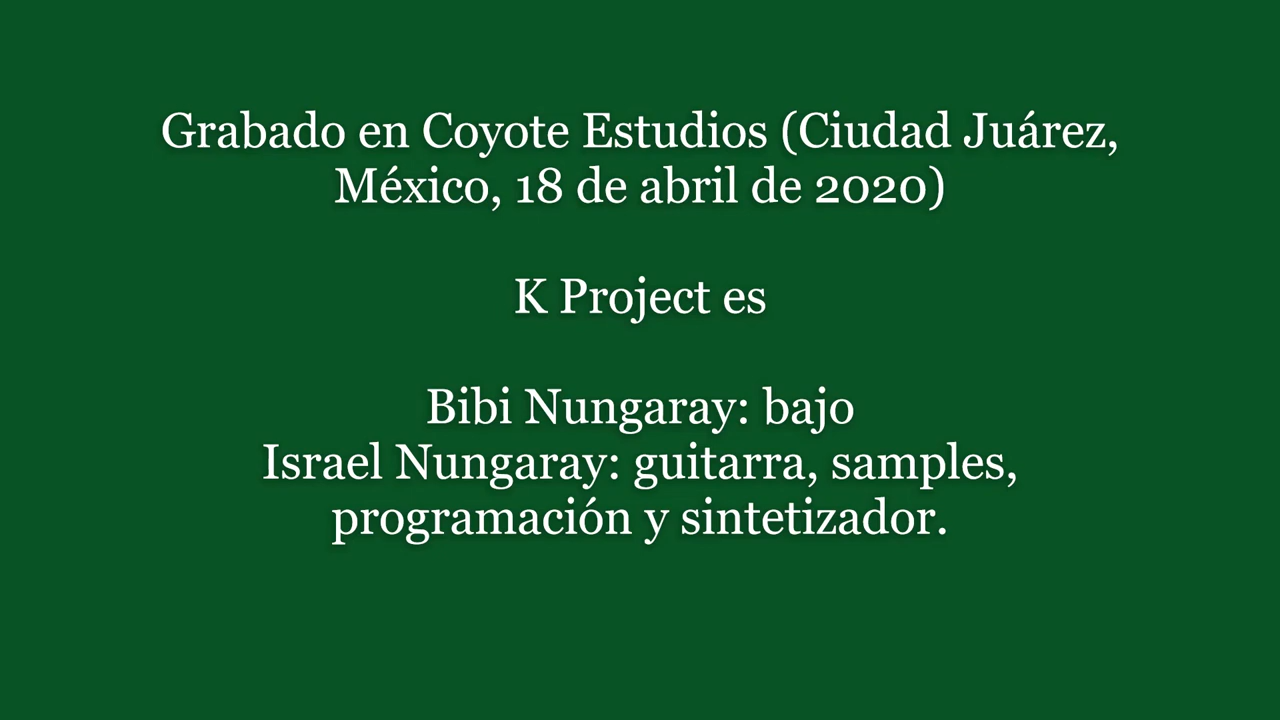 Grabado en Coyote Estudios (Ciudad Juárez,
México, 18 de abril de 2020)
K Project es
Bibi Nungaray: bajo
Israel Nungaray: guitarra, samples,
programación y sintetizador.